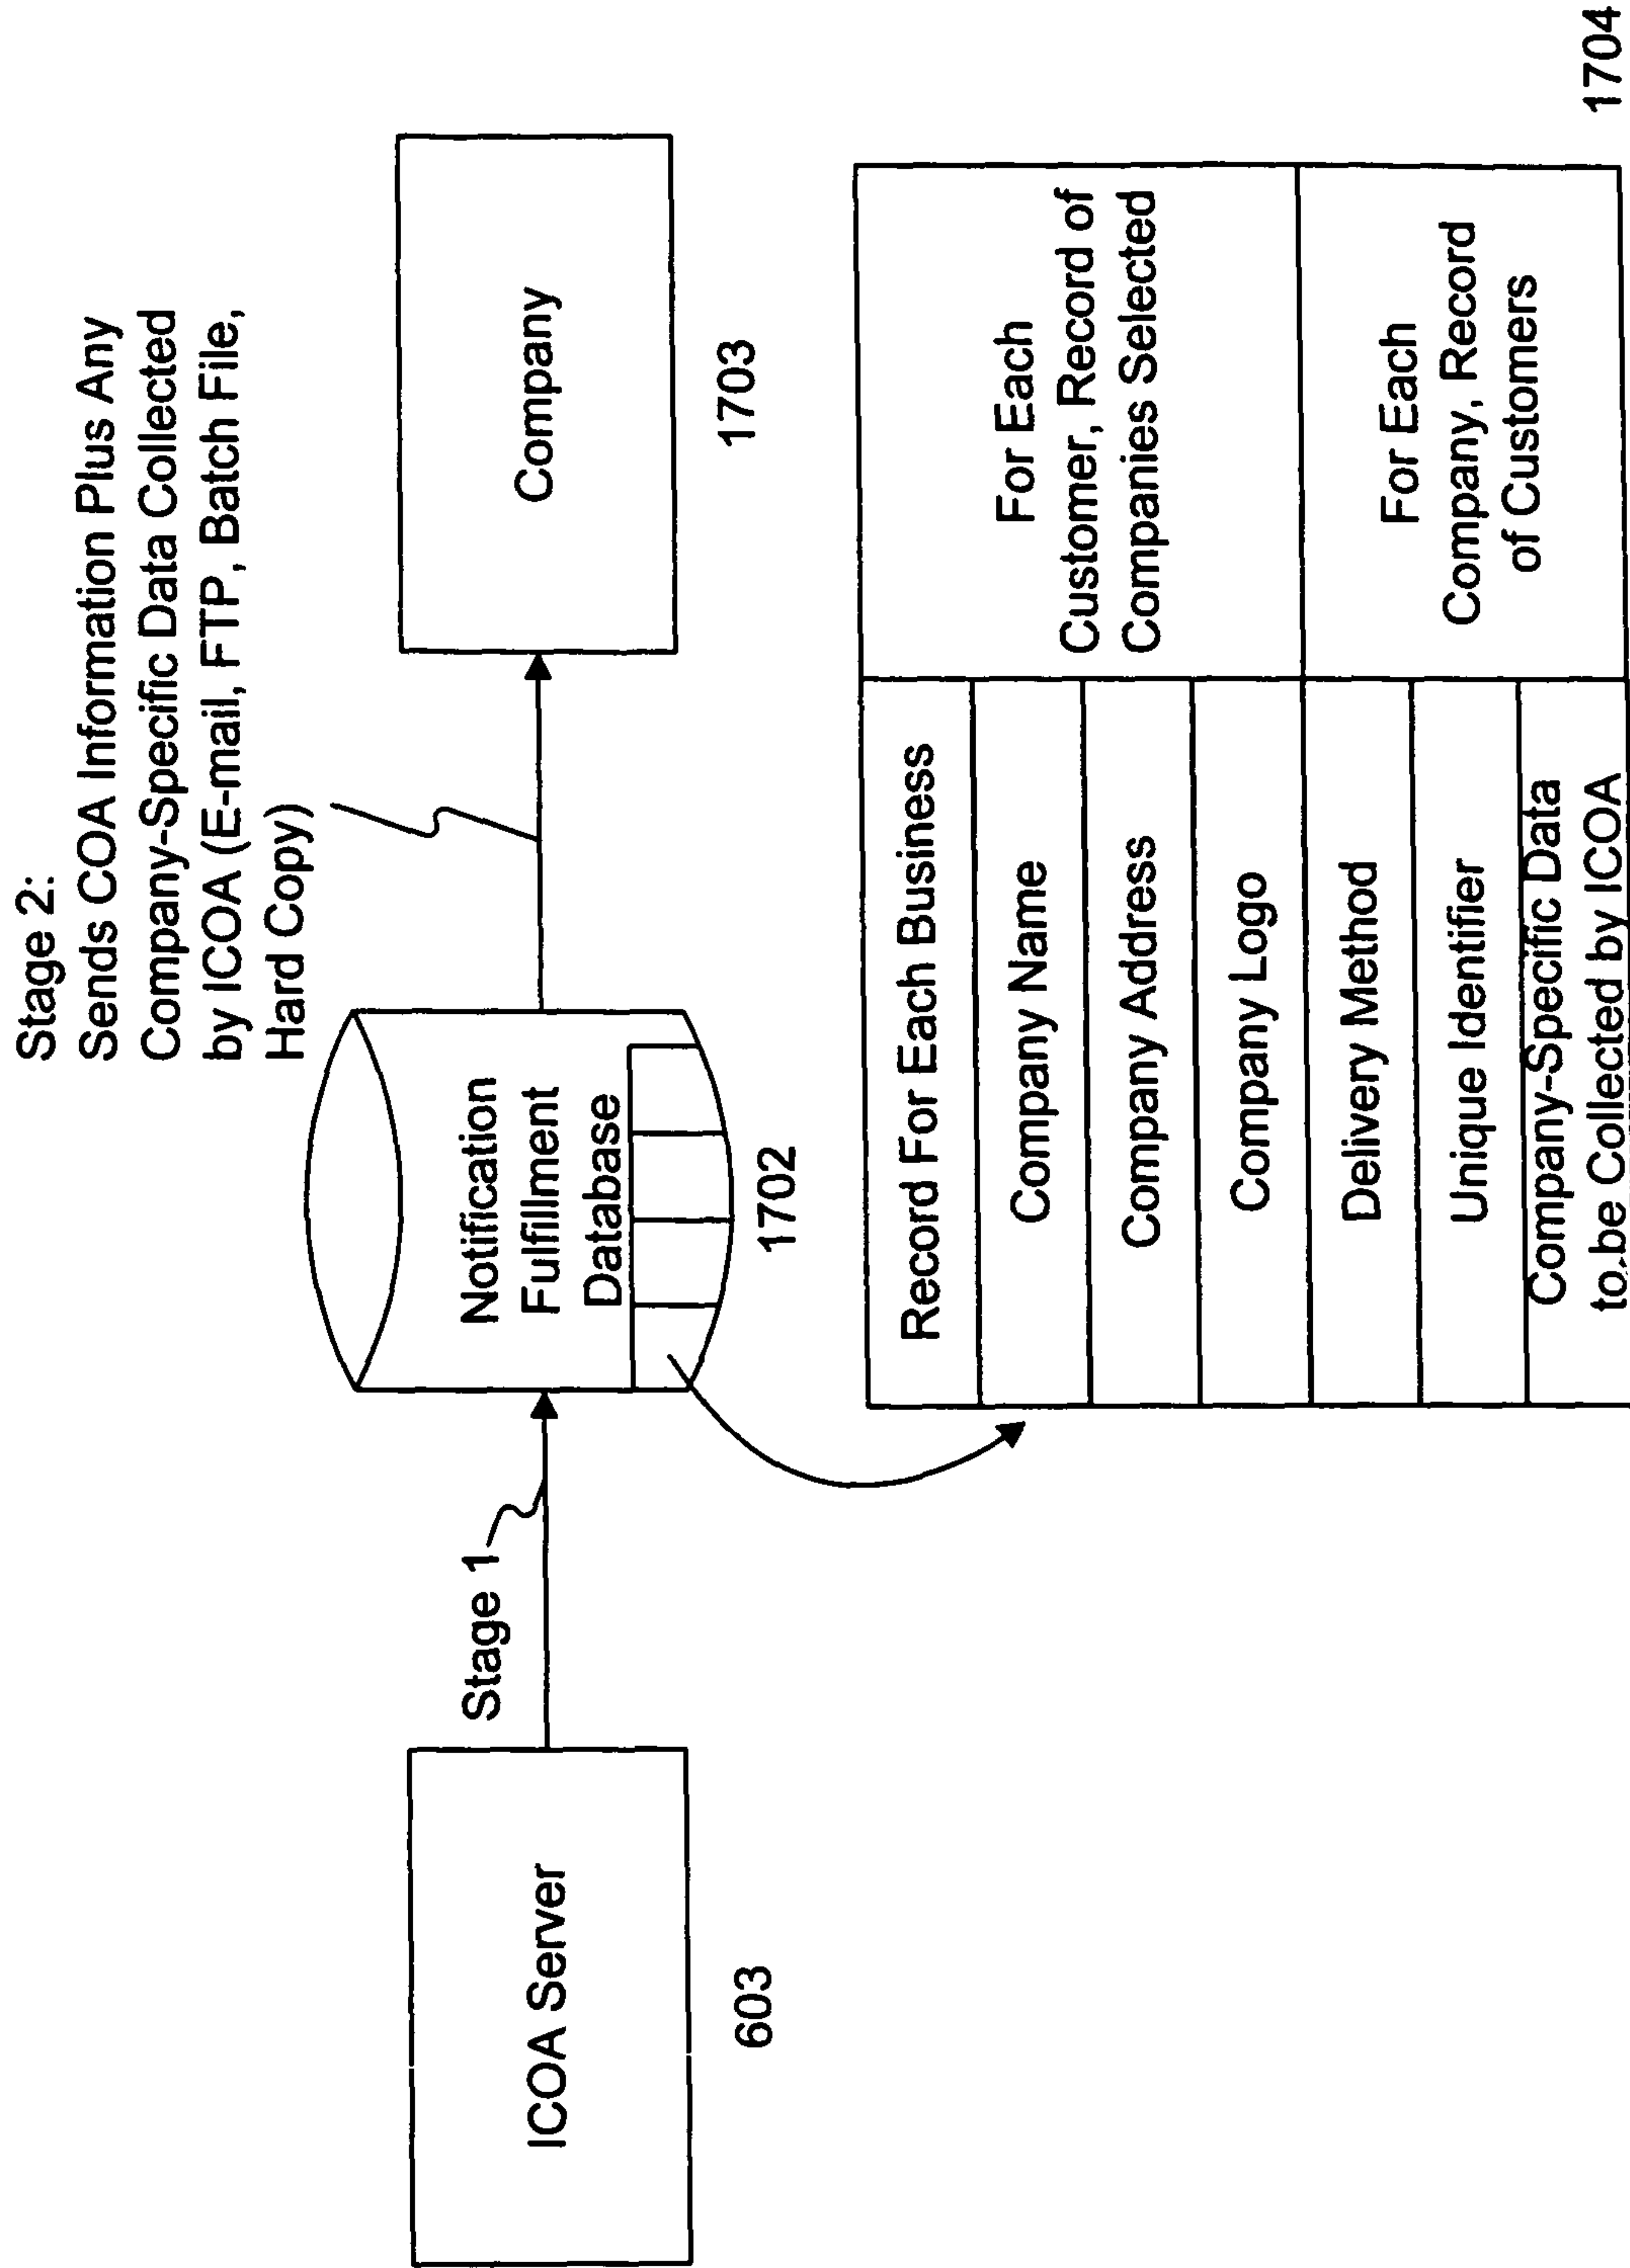 Stage 2:
Sends COA Information Plus Any
Company-Specific Data Collected
by ICOA (E-mail, FTP, Batch File,
Hard Copy)
ICOA Server
603
Stage 1
Notification
Fulfillment
Database
1702
Company
1703
Record For Each Business
Company Name
Company Address
Company Logo
Delivery Method
Unique Identifier
Company-Specific Data
to be Collected by ICOA
For Each
Customer, Record of
Companies Selected
For Each
Company, Record
of Customers
1704